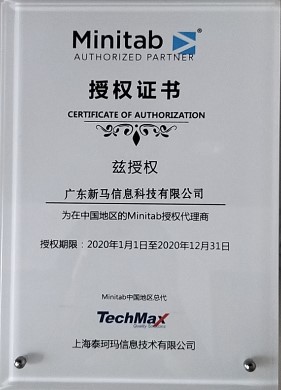 Minitab®
AUTHORIZED PARTNER
授权证书
CERTIFICATE OF AUTHORIZATION
兹授权
广东新马信息科技有限公司
为在中国地区的Minitab授权代理商
授权期限：2020年1月1日至2020年12月31日
Minitab中国地区总代
TechMax
Quality Solutions
上海泰珂玛信息技术有限公司